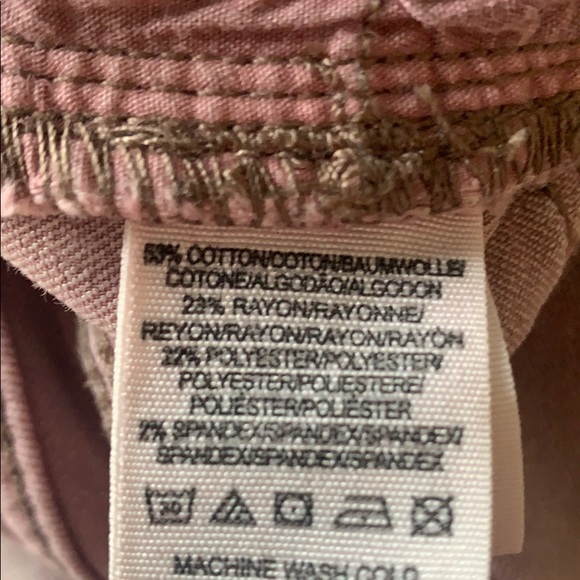 53% COTTON/COTON/BAUMWOLLE/
COTONE/ALGODÃO/ALGODON
23% RAYON/RAYONNE/
REYON/RAYON/RAYON/RAYÓN
22% POLYESTER/POLYESTER/
POLYESTER/POLIESTERE/
POLIÉSTER/POLIÉSTER
2% SPANDEX/SPANDEX/SPANDEX/
SPANDEX/SPANDEX/SPANDEX
30
MACHINE WASH COLD